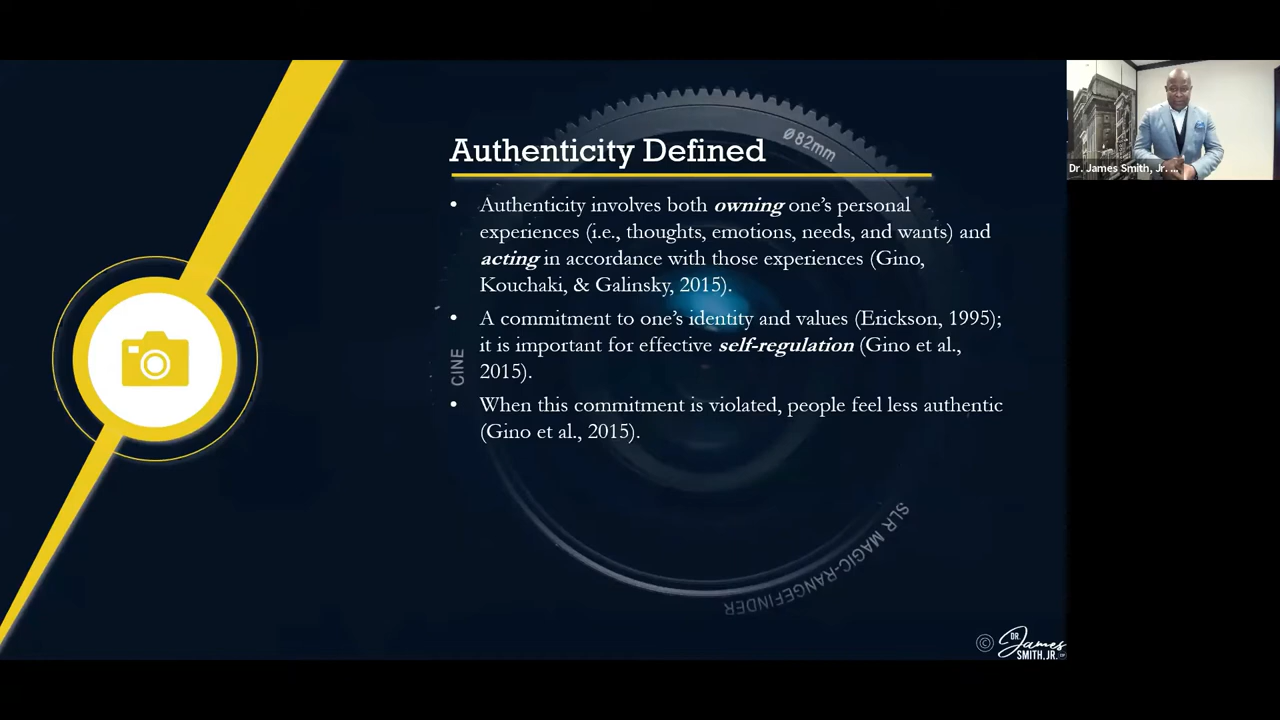 Ø82mm
Authenticity Defined
• Authenticity involves both owning one's personal
experiences (i.e., thoughts, emotions, needs, and wants) and
acting in accordance with those experiences (Gino,
Kouchaki, & Galinsky, 2015).
• A commitment to one's identity and values (Erickson, 1995);
it is important for effective self-regulation (Gino et al.,
2015).
• When this commitment is violated, people feel less authentic
(Gino et al., 2015).
CINE
SLR MAGIC-RANGEFINDER
Dr. James Smith, Jr. ...
© DR.
James
SMITH, JR.